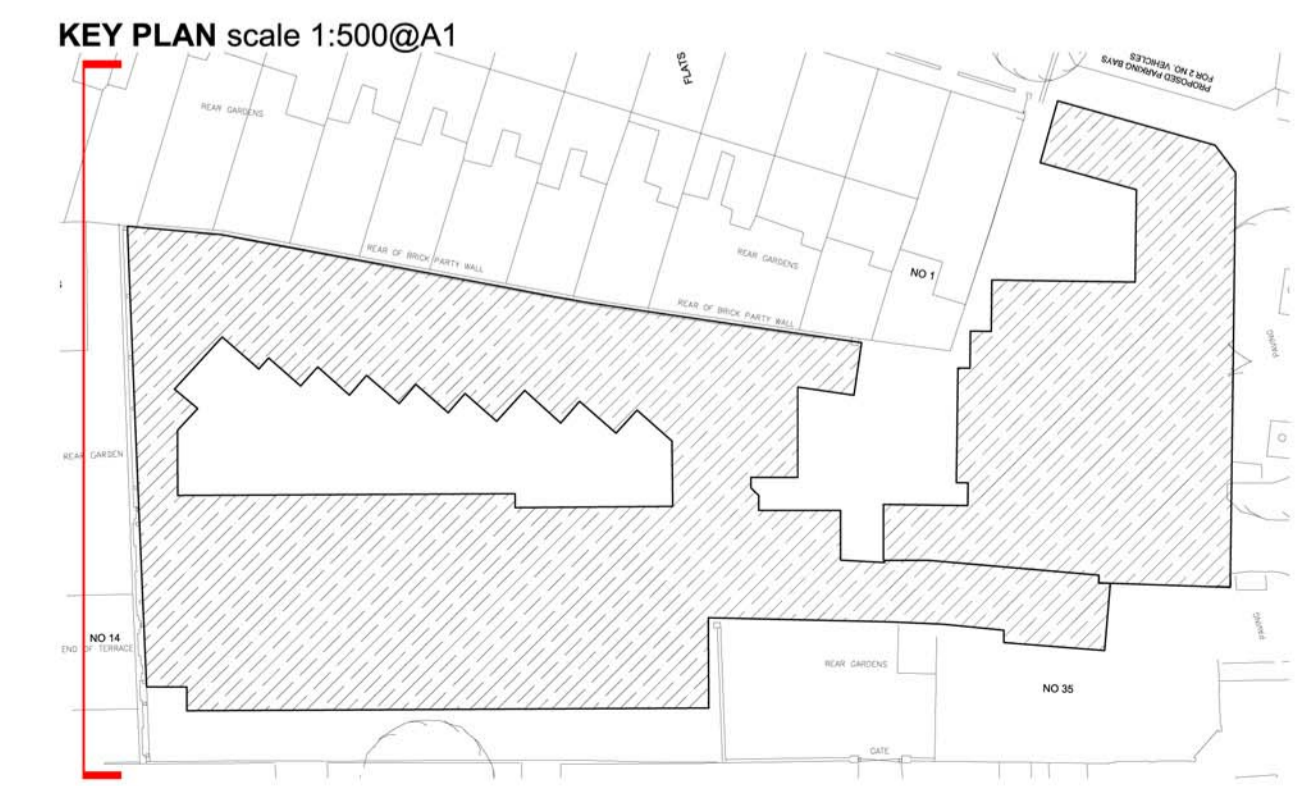 KEY PLAN scale 1:500@A1
FLATS
PROPOSED PARKING BAYS
FOR 2 NO. VEHICLES
REAR GARDENS
REAR OF BRICK PARTY WALL
REAR GARDENS
NO 1
REAR OF BRICK PARTY WALL
PAVING
REAR GARDEN
NO 14
END OF TERRACE
PAVING
REAR GARDENS
NO 35
GATE